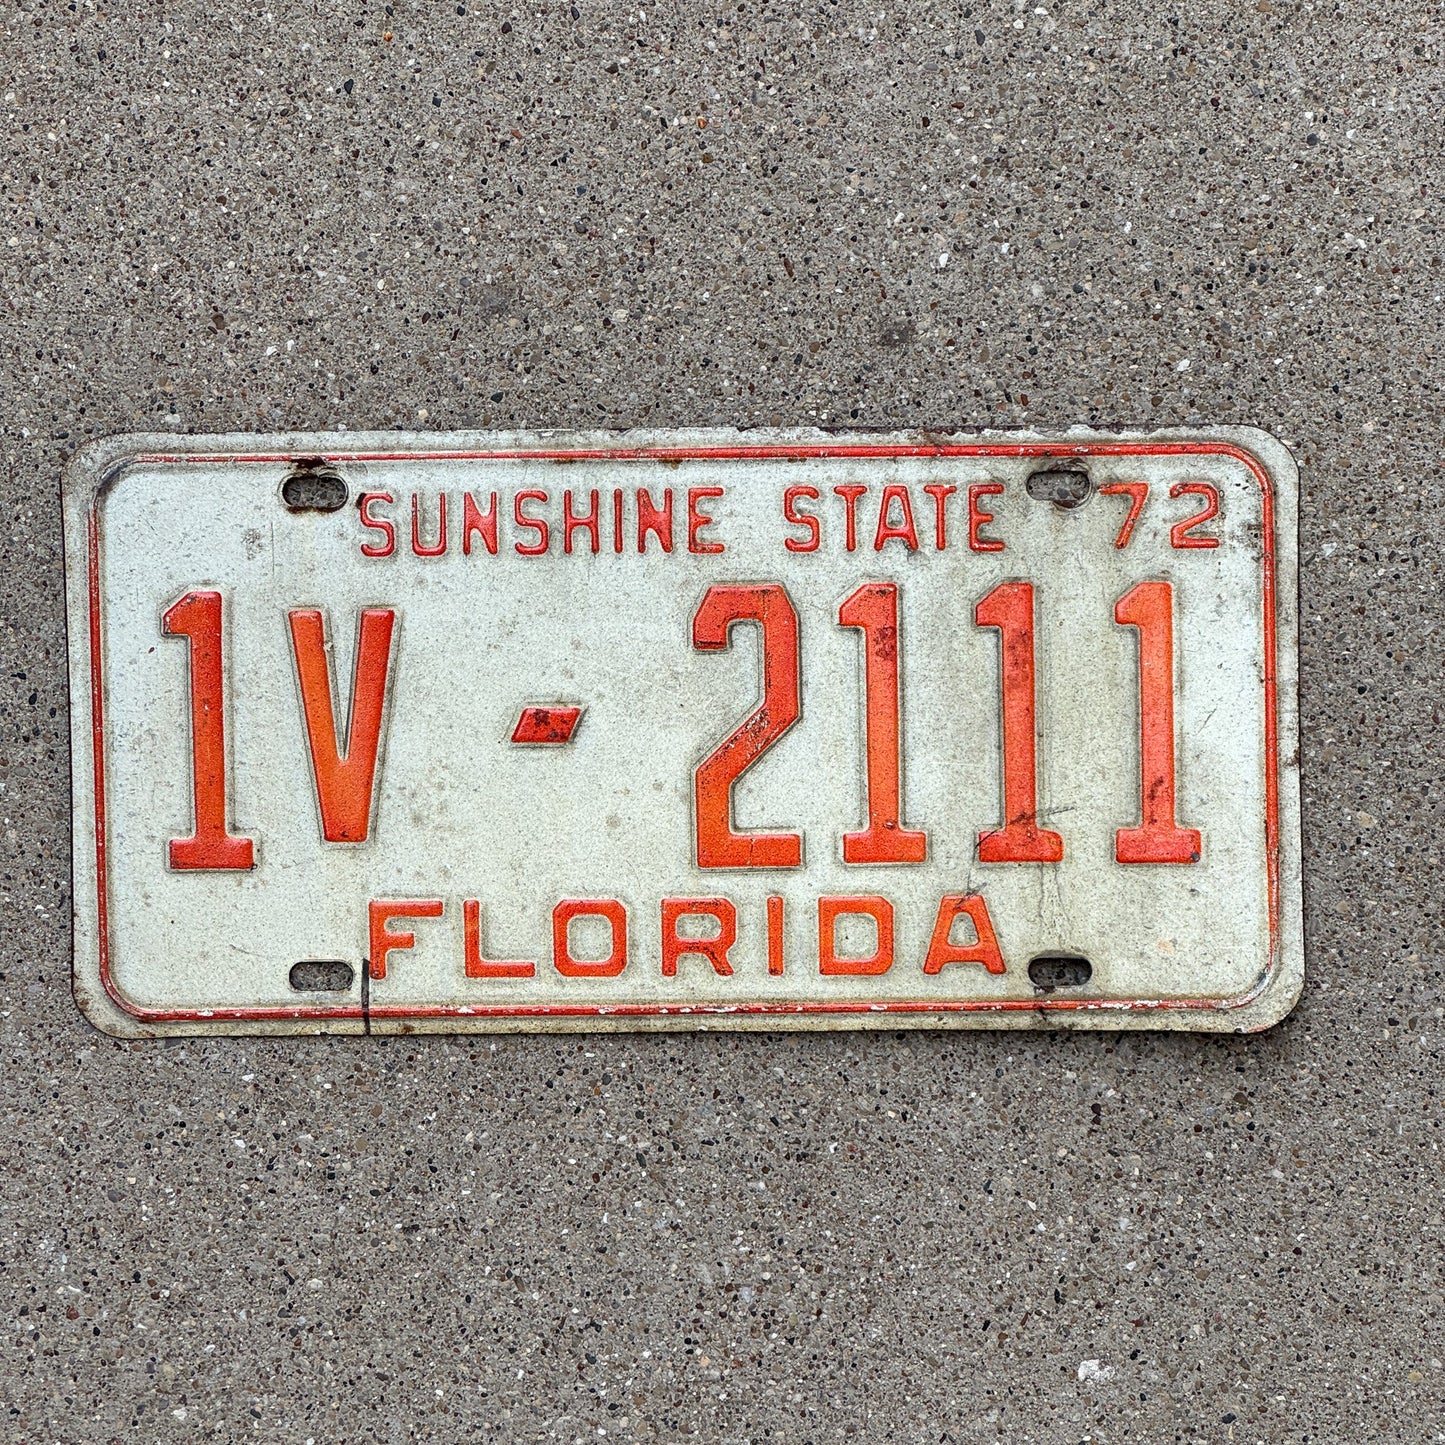 SUNSHINE STATE 72
1V-2111
FLORIDA